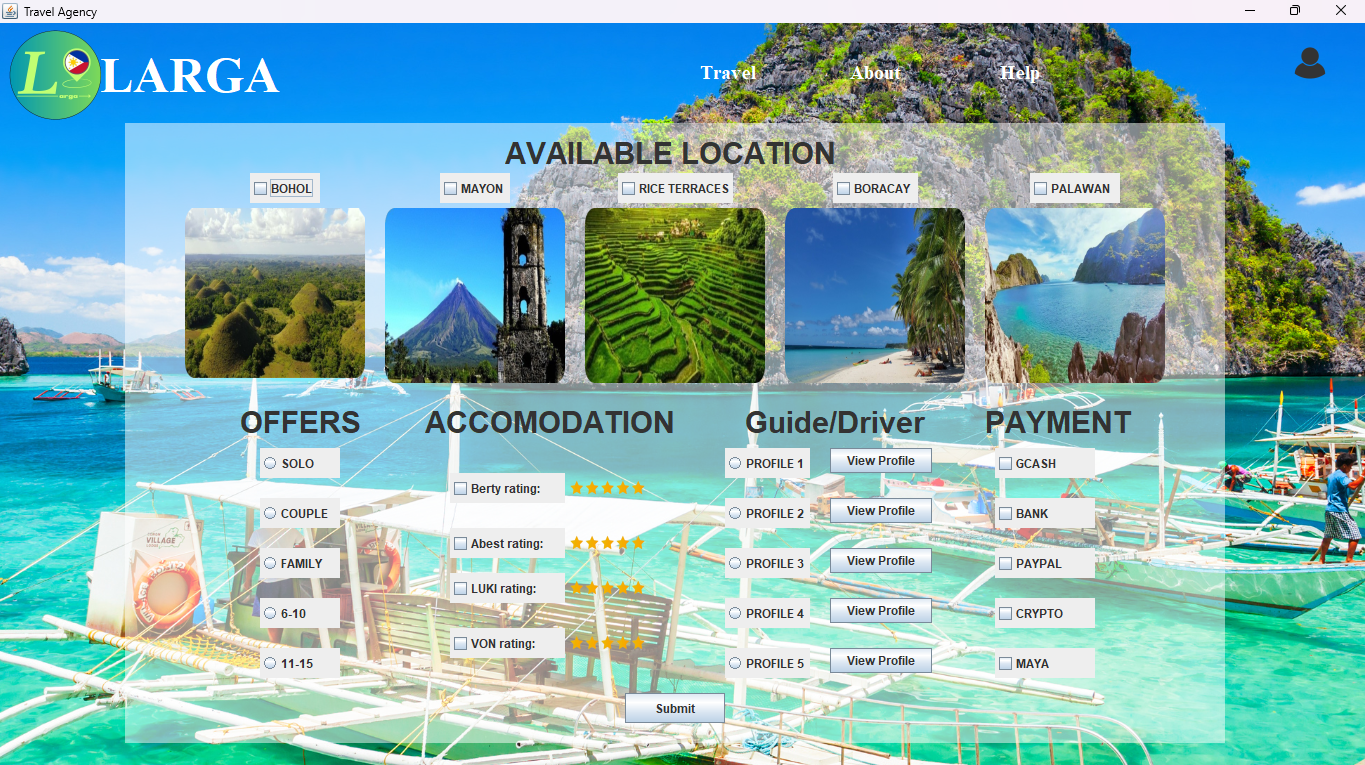 Travel Agency
L
arga
LARGA
Travel About Help
AVAILABLE LOCATION
BOHOL MAYON RICE TERRACES BORACAY PALAWAN
OFFERS ACCOMODATION Guide/Driver PAYMENT
SOLO PROFILE 1 View Profile GCASH
Berty rating:
COUPLE PROFILE 2 View Profile BANK
VILLAGE
Abest rating:
FAMILY PROFILE 3 View Profile PAYPAL
LUKI rating:
6-10 PROFILE 4 View Profile CRYPTO
VON rating:
11-15 PROFILE 5 View Profile MAYA
Submit